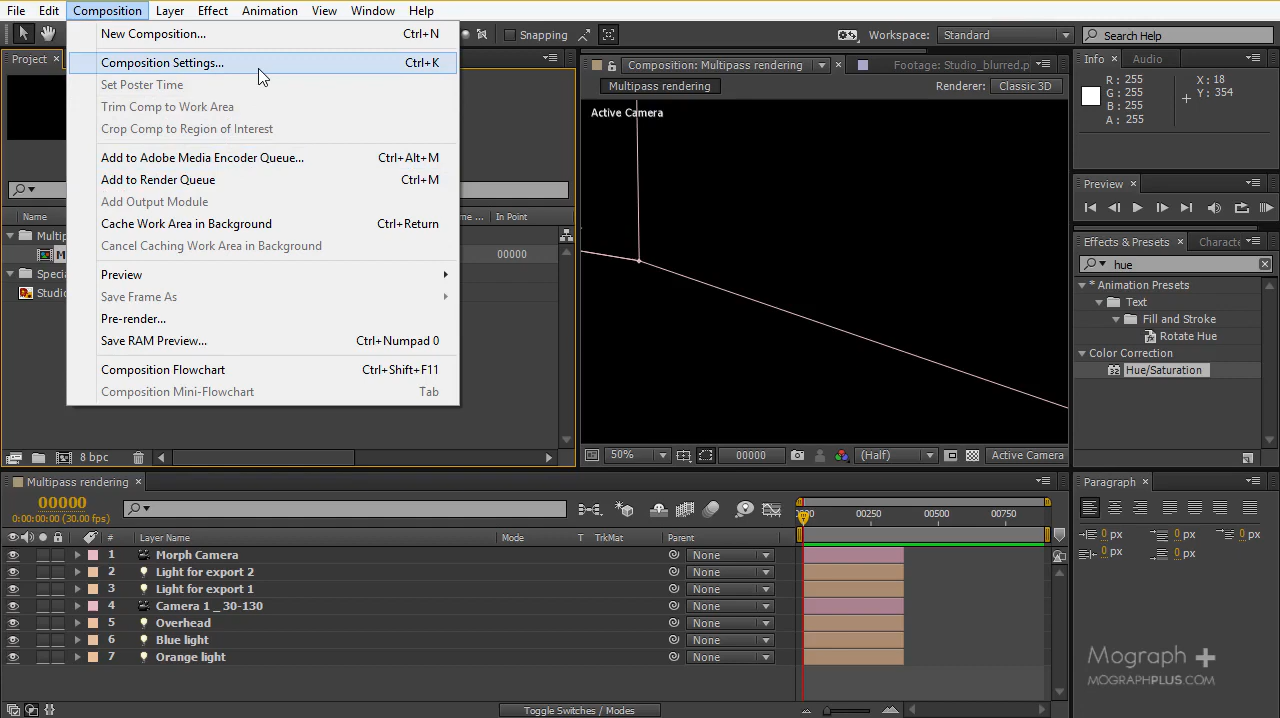 File Edit Composition Layer Effect Animation View Window Help
New Composition... Ctrl+N
Composition Settings... Ctrl+K
Set Poster Time
Trim Comp to Work Area
Crop Comp to Region of Interest
Add to Adobe Media Encoder Queue... Ctrl+Alt+M
Add to Render Queue Ctrl+M
Add Output Module
Cache Work Area in Background Ctrl+Return
Cancel Caching Work Area in Background
Preview
Save Frame As
Pre-render...
Save RAM Preview... Ctrl+Numpad 0
Composition Flowchart Ctrl+Shift+F11
Composition Mini-Flowchart Tab
Snapping Workspace: Standard Search Help
Project
Name In Point
Multip
M 00000
Speci
Studi
8 bpc
Composition: Multipass rendering Footage: Studio_blurred.p
Multipass rendering Renderer: Classic 3D
Active Camera
50% 00000 (Half) Active Camera
Info Audio
R: 255 X: 18
G: 255 Y: 354
B: 255
A: 255
Preview
Effects & Presets Characte
hue
* Animation Presets
Text
Fill and Stroke
Rotate Hue
Color Correction
32 Hue/Saturation
Multipass rendering
00000
0:00:00:00 (30.00 fps)
000 00250 00500 00750
# Layer Name Mode T TrkMat Parent
1 Morph Camera None
2 Light for export 2 None
3 Light for export 1 None
4 Camera 1 _ 30-130 None
5 Overhead None
6 Blue light None
7 Orange light None
Toggle Switches / Modes
Paragraph
0 px 0 px 0 px
0 px 0 px
Mograph +
MOGRAPHPLUS.COM